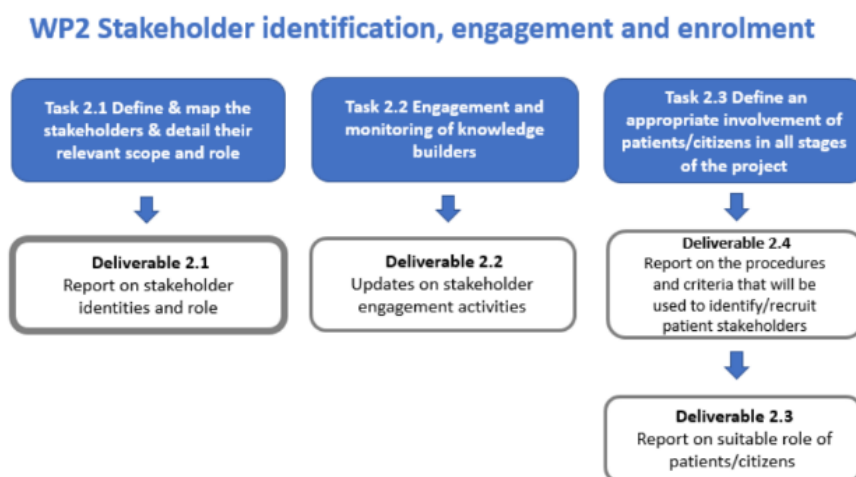 WP2 Stakeholder identification, engagement and enrolment
Task 2.1 Define & map the
stakeholders & detail their
relevant scope and role
Task 2.2 Engagement and
monitoring of knowledge
builders
Task 2.3 Define an
appropriate involvement of
patients/citizens in all stages
of the project
Deliverable 2.1
Report on stakeholder
identities and role
Deliverable 2.2
Updates on stakeholder
engagement activities
Deliverable 2.4
Report on the procedures
and criteria that will be
used to identify/recruit
patient stakeholders
Deliverable 2.3
Report on suitable role of
patients/citizens